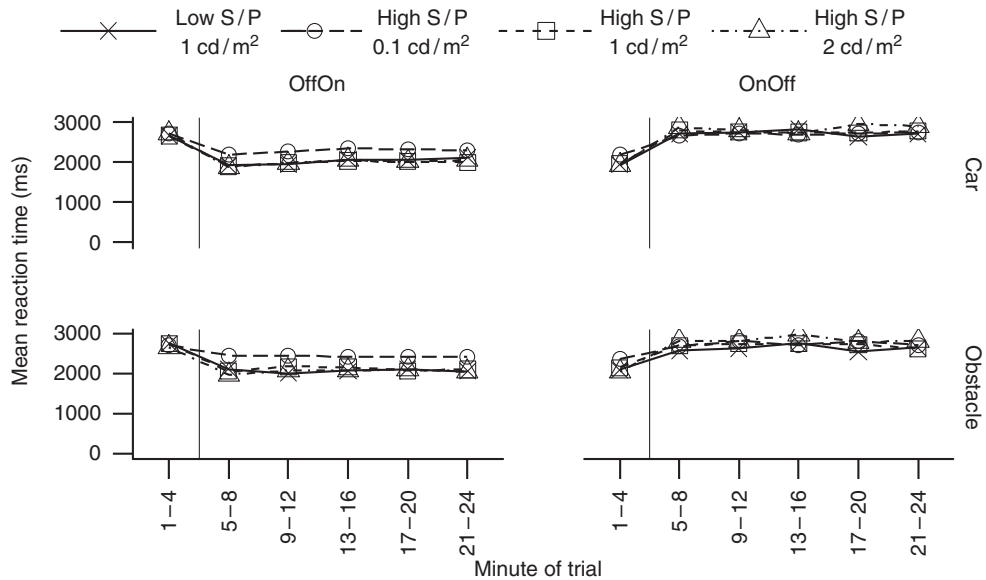 Low S / P
1 cd / m²
High S / P
0.1 cd / m²
High S / P
1 cd / m²
High S / P
2 cd / m²
OffOn
OnOff
Mean reaction time (ms)
3000
2000
1000
0
Car
3000
2000
1000
0
Obstacle
1–4
5–8
9–12
13–16
17–20
21–24
1–4
5–8
9–12
13–16
17–20
21–24
Minute of trial